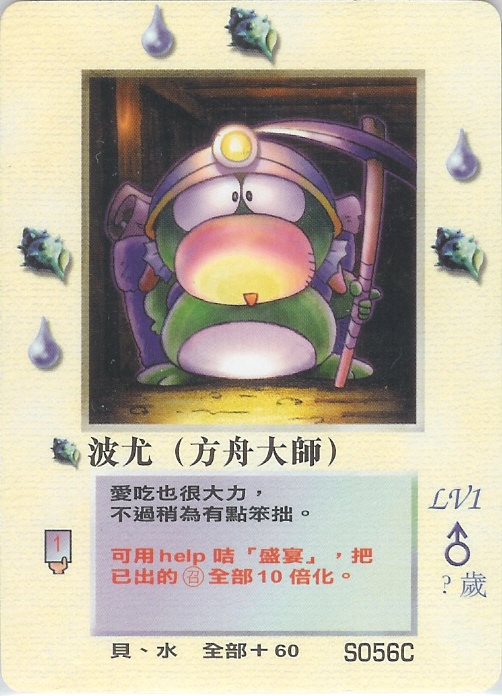 波尤（方舟大師）
愛吃也很大力，
不過稍為有點笨拙。
可用help 咭「盛宴」，把
已出的㊁全部10 倍化。
LV1
♂
? 歲
1
貝、水 全部＋60
S056C